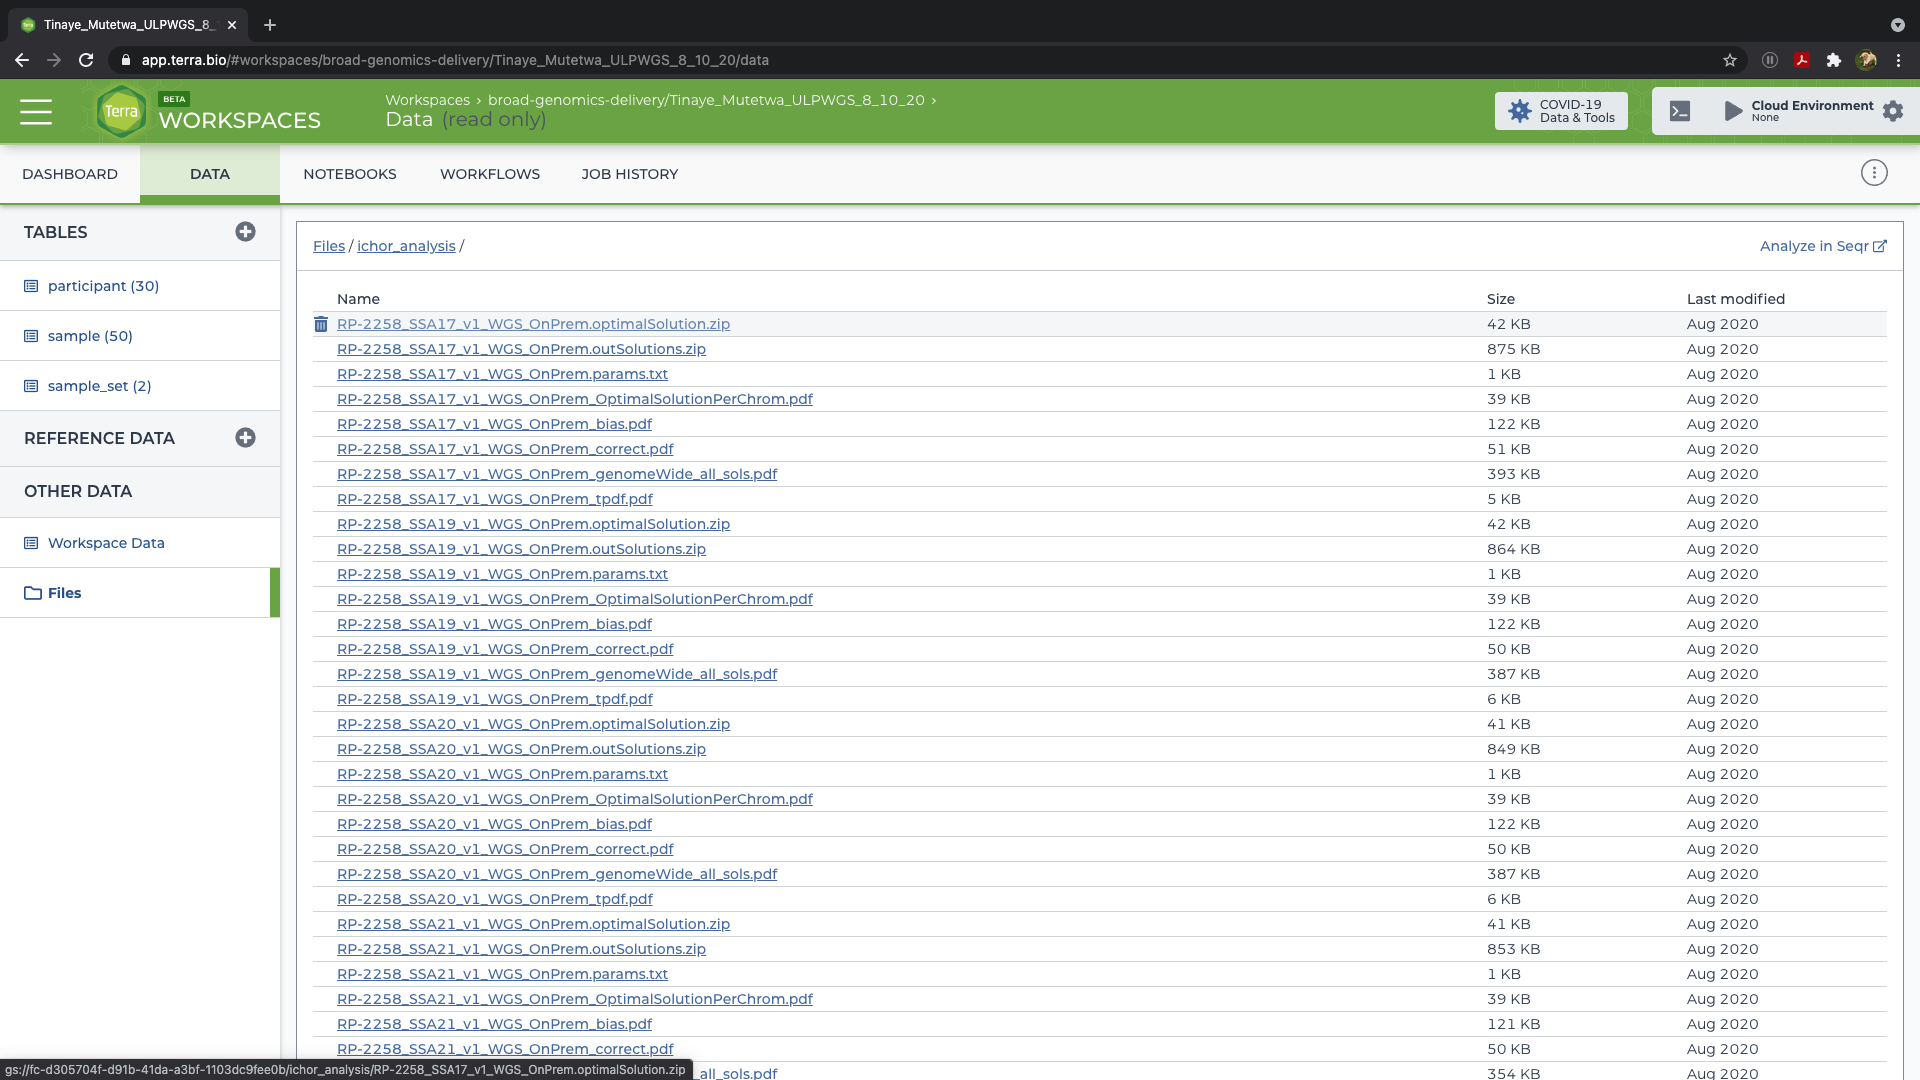 Tinaye_Mutetwa_ULPWGS_8_
app.terra.bio/#workspaces/broad-genomics-delivery/Tinaye_Mutetwa_ULPWGS_8_10_20/data
Terra
BETA
WORKSPACES
Workspaces › broad-genomics-delivery/Tinaye_Mutetwa_ULPWGS_8_10_20 ›
Data (read only)
COVID-19
Data & Tools
Cloud Environment
None
DASHBOARD DATA NOTEBOOKS WORKFLOWS JOB HISTORY
TABLES
participant (30)
sample (50)
sample_set (2)
REFERENCE DATA
OTHER DATA
Workspace Data
Files
Files / ichor_analysis /
Analyze in Seqr
Name Size Last modified
RP-2258_SSA17_v1_WGS_OnPrem.optimalSolution.zip 42 KB Aug 2020
RP-2258_SSA17_v1_WGS_OnPrem.outSolutions.zip 875 KB Aug 2020
RP-2258_SSA17_v1_WGS_OnPrem.params.txt 1 KB Aug 2020
RP-2258_SSA17_v1_WGS_OnPrem_OptimalSolutionPerChrom.pdf 39 KB Aug 2020
RP-2258_SSA17_v1_WGS_OnPrem_bias.pdf 122 KB Aug 2020
RP-2258_SSA17_v1_WGS_OnPrem_correct.pdf 51 KB Aug 2020
RP-2258_SSA17_v1_WGS_OnPrem_genomeWide_all_sols.pdf 393 KB Aug 2020
RP-2258_SSA17_v1_WGS_OnPrem_tpdf.pdf 5 KB Aug 2020
RP-2258_SSA19_v1_WGS_OnPrem.optimalSolution.zip 42 KB Aug 2020
RP-2258_SSA19_v1_WGS_OnPrem.outSolutions.zip 864 KB Aug 2020
RP-2258_SSA19_v1_WGS_OnPrem.params.txt 1 KB Aug 2020
RP-2258_SSA19_v1_WGS_OnPrem_OptimalSolutionPerChrom.pdf 39 KB Aug 2020
RP-2258_SSA19_v1_WGS_OnPrem_bias.pdf 122 KB Aug 2020
RP-2258_SSA19_v1_WGS_OnPrem_correct.pdf 50 KB Aug 2020
RP-2258_SSA19_v1_WGS_OnPrem_genomeWide_all_sols.pdf 387 KB Aug 2020
RP-2258_SSA19_v1_WGS_OnPrem_tpdf.pdf 6 KB Aug 2020
RP-2258_SSA20_v1_WGS_OnPrem.optimalSolution.zip 41 KB Aug 2020
RP-2258_SSA20_v1_WGS_OnPrem.outSolutions.zip 849 KB Aug 2020
RP-2258_SSA20_v1_WGS_OnPrem.params.txt 1 KB Aug 2020
RP-2258_SSA20_v1_WGS_OnPrem_OptimalSolutionPerChrom.pdf 39 KB Aug 2020
RP-2258_SSA20_v1_WGS_OnPrem_bias.pdf 122 KB Aug 2020
RP-2258_SSA20_v1_WGS_OnPrem_correct.pdf 50 KB Aug 2020
RP-2258_SSA20_v1_WGS_OnPrem_genomeWide_all_sols.pdf 387 KB Aug 2020
RP-2258_SSA20_v1_WGS_OnPrem_tpdf.pdf 6 KB Aug 2020
RP-2258_SSA21_v1_WGS_OnPrem.optimalSolution.zip 41 KB Aug 2020
RP-2258_SSA21_v1_WGS_OnPrem.outSolutions.zip 853 KB Aug 2020
RP-2258_SSA21_v1_WGS_OnPrem.params.txt 1 KB Aug 2020
RP-2258_SSA21_v1_WGS_OnPrem_OptimalSolutionPerChrom.pdf 39 KB Aug 2020
RP-2258_SSA21_v1_WGS_OnPrem_bias.pdf 121 KB Aug 2020
RP-2258_SSA21_v1_WGS_OnPrem_correct.pdf 50 KB Aug 2020
_all_sols.pdf 354 KB Aug 2020
gs://fc-d305704f-d91b-41da-a3bf-1103dc9fee0b/ichor_analysis/RP-2258_SSA17_v1_WGS_OnPrem.optimalSolution.zip